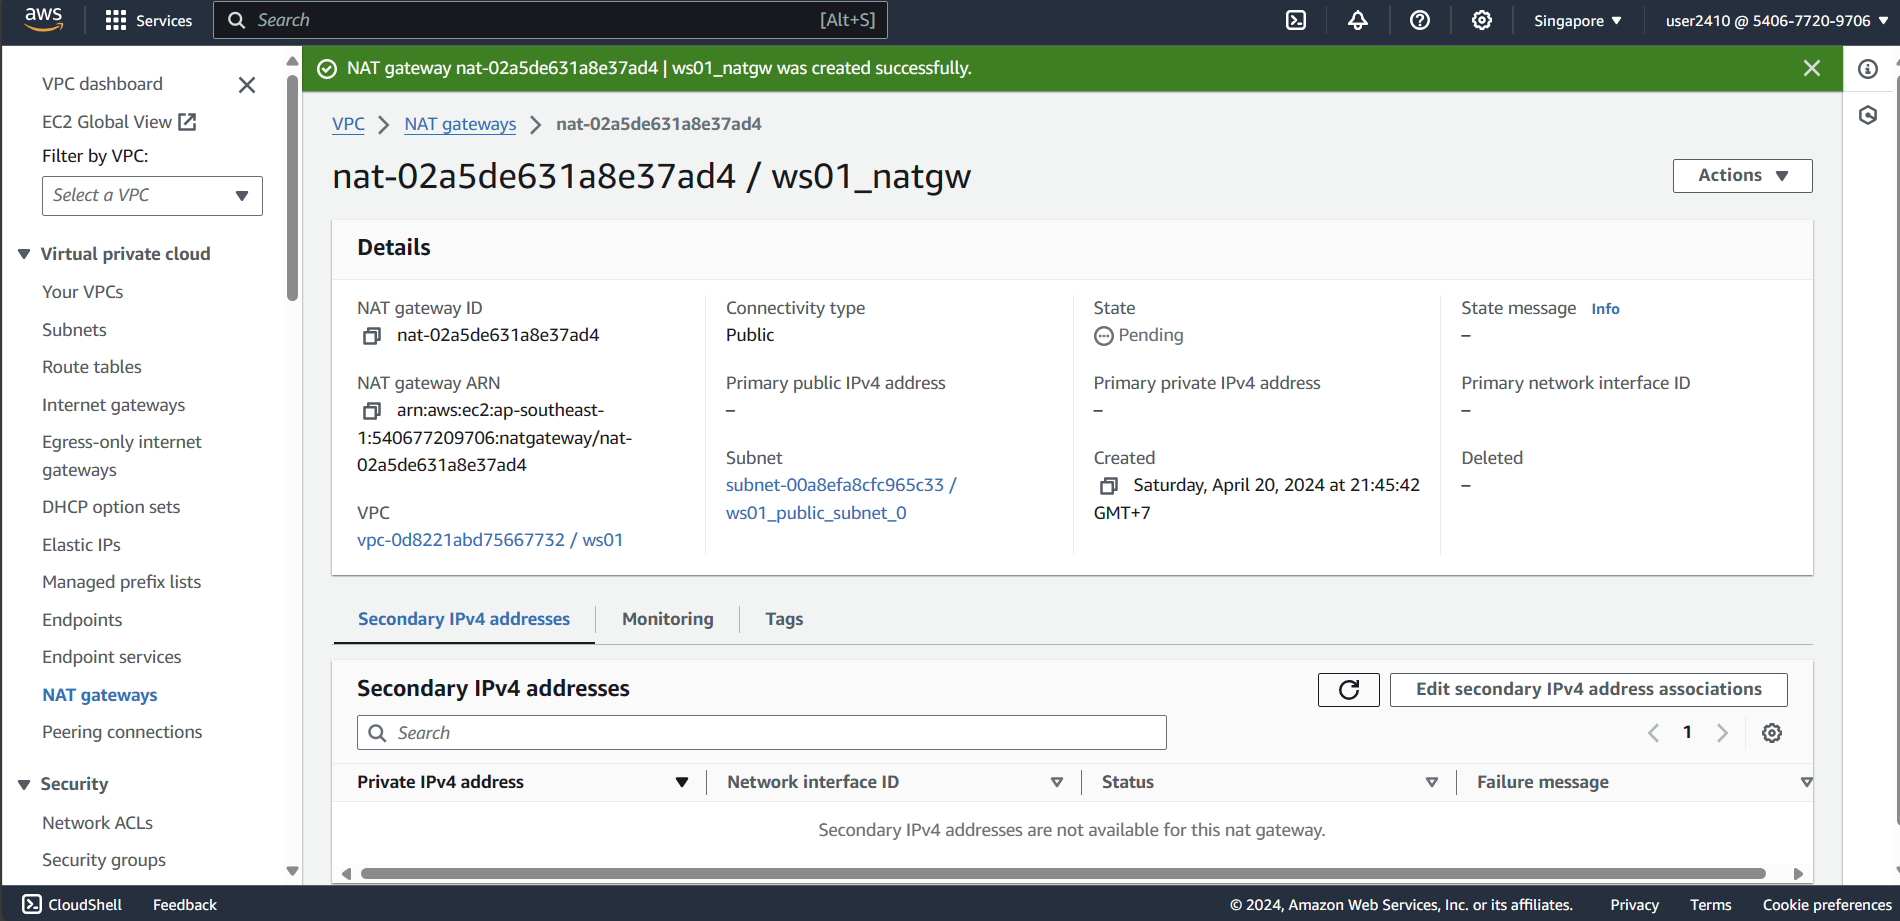 aws
Services
Search
[Alt+S]
Singapore
user2410 @ 5406-7720-9706
VPC dashboard
EC2 Global View
Filter by VPC:
Select a VPC
Virtual private cloud
Your VPCs
Subnets
Route tables
Internet gateways
Egress-only internet
gateways
DHCP option sets
Elastic IPs
Managed prefix lists
Endpoints
Endpoint services
NAT gateways
Peering connections
Security
Network ACLs
Security groups
NAT gateway nat-02a5de631a8e37ad4 | ws01_natgw was created successfully.
VPC
NAT gateways
nat-02a5de631a8e37ad4
nat-02a5de631a8e37ad4 / ws01_natgw
Actions
Details
NAT gateway ID
nat-02a5de631a8e37ad4
Connectivity type
Public
State
Pending
State message Info
–
NAT gateway ARN
arn:aws:ec2:ap-southeast-
1:540677209706:natgateway/nat-
02a5de631a8e37ad4
Primary public IPv4 address
–
Primary private IPv4 address
–
Primary network interface ID
–
VPC
vpc-0d8221abd75667732 / ws01
Subnet
subnet-00a8efa8cfc965c33 /
ws01_public_subnet_0
Created
Saturday, April 20, 2024 at 21:45:42
GMT+7
Deleted
–
Secondary IPv4 addresses
Monitoring
Tags
Secondary IPv4 addresses
Edit secondary IPv4 address associations
Search
1
Private IPv4 address
Network interface ID
Status
Failure message
Secondary IPv4 addresses are not available for this nat gateway.
CloudShell
Feedback
© 2024, Amazon Web Services, Inc. or its affiliates.
Privacy
Terms
Cookie preferences